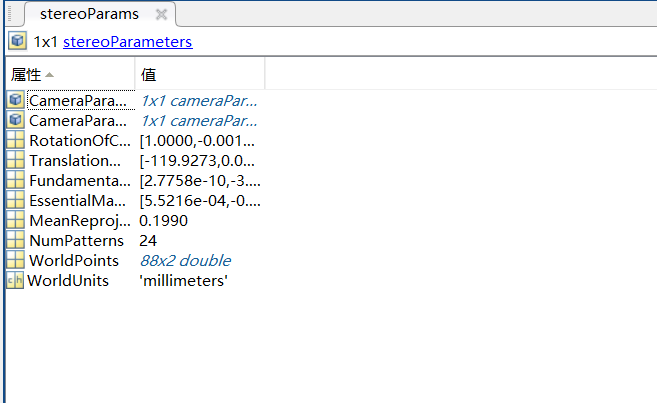 stereoParams
1x1 stereoParameters
属性 值
CameraPara... 1x1 cameraPar...
CameraPara... 1x1 cameraPar...
RotationOfC... [1.0000,-0.001...
Translation... [-119.9273,0.0...
Fundamenta... [2.7758e-10,-3....
EssentialMa... [5.5216e-04,-0....
MeanReproj... 0.1990
NumPatterns 24
WorldPoints 88x2 double
ch WorldUnits 'millimeters'